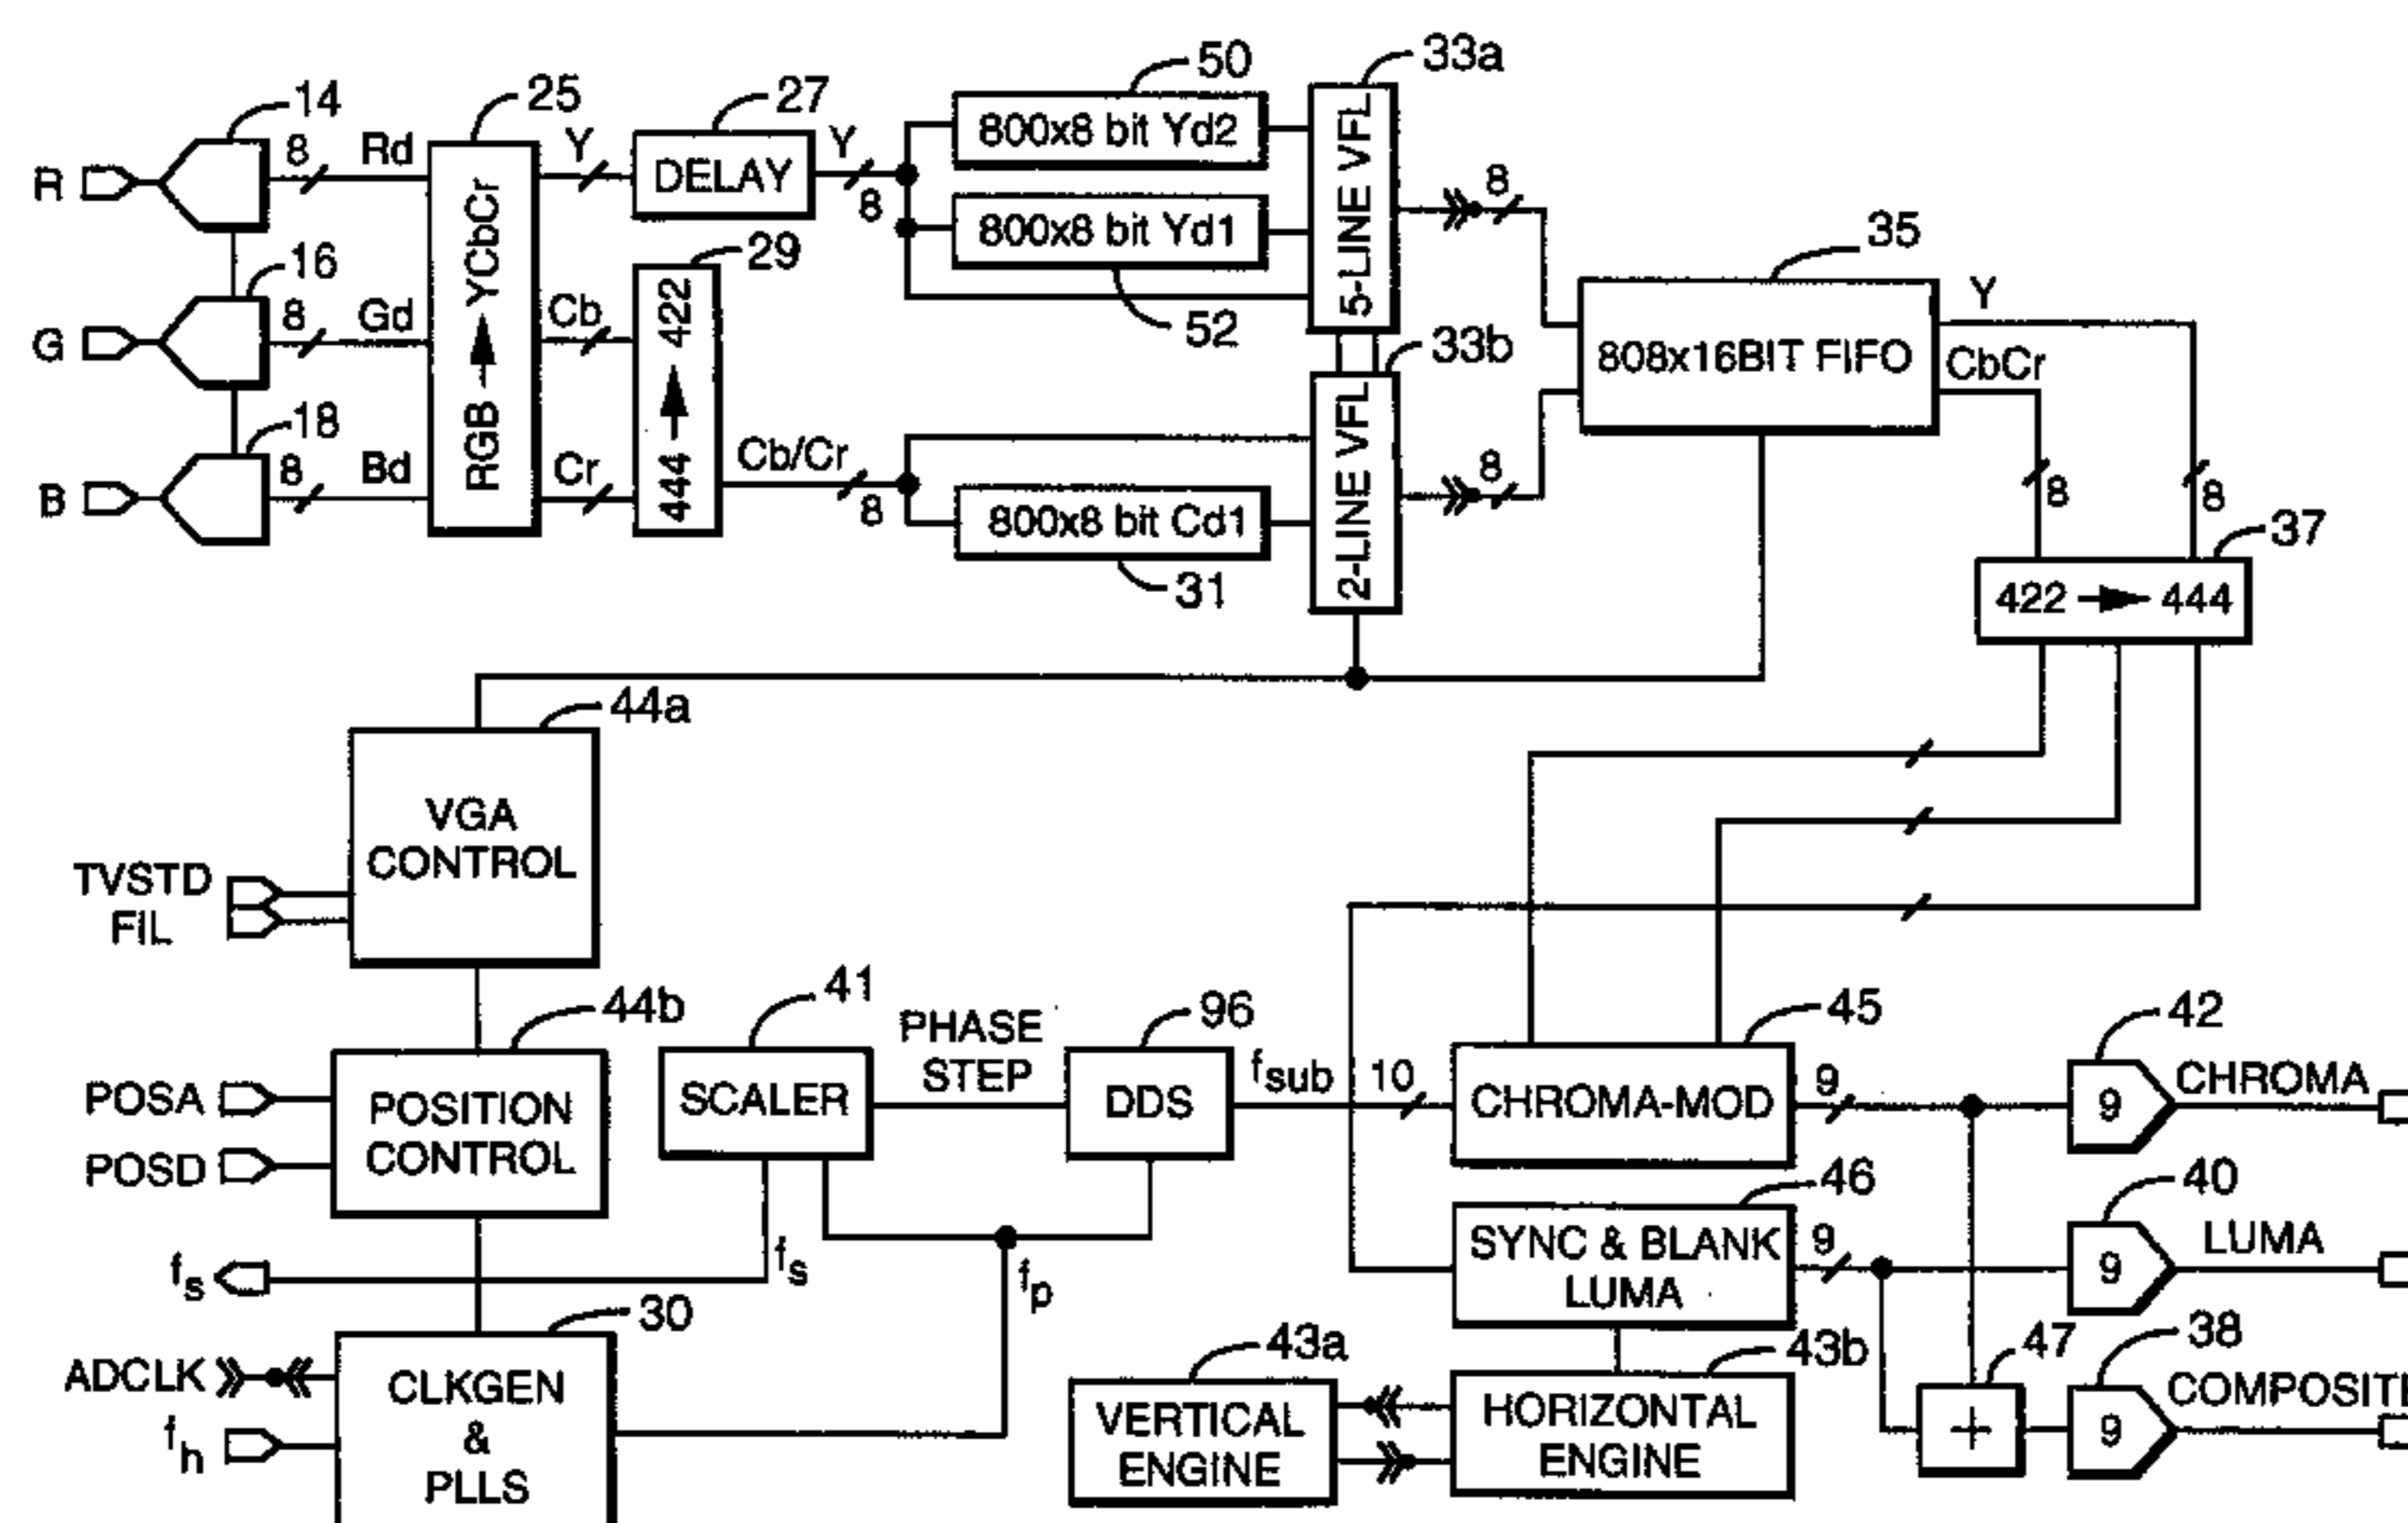 14
25
27
50
33a
R
8
Rd
Y
DELAY
Y
8
800x8 bit Yd2
5-LINE VFL
8
16
RGB → YCbCr
29
800x8 bit Yd1
52
35
G
8
Gd
Cb
444 → 422
33b
808x16BIT FIFO
Y
CbCr
18
B
8
Bd
Cr
Cb/Cr
8
800x8 bit Cd1
31
2-LINE VFL
8
8
8
37
422 → 444
44a
VGA
CONTROL
TVSTD
FIL
44b
POSITION
CONTROL
POSA
POSD
41
SCALER
PHASE
STEP
96
DDS
fsub
10
45
CHROMA-MOD
9
42
9
CHROMA
46
SYNC & BLANK
LUMA
9
40
9
LUMA
fs
fs
fp
30
ADCLK
fh
CLKGEN
&
PLLS
43a
VERTICAL
ENGINE
43b
HORIZONTAL
ENGINE
47
+
38
9